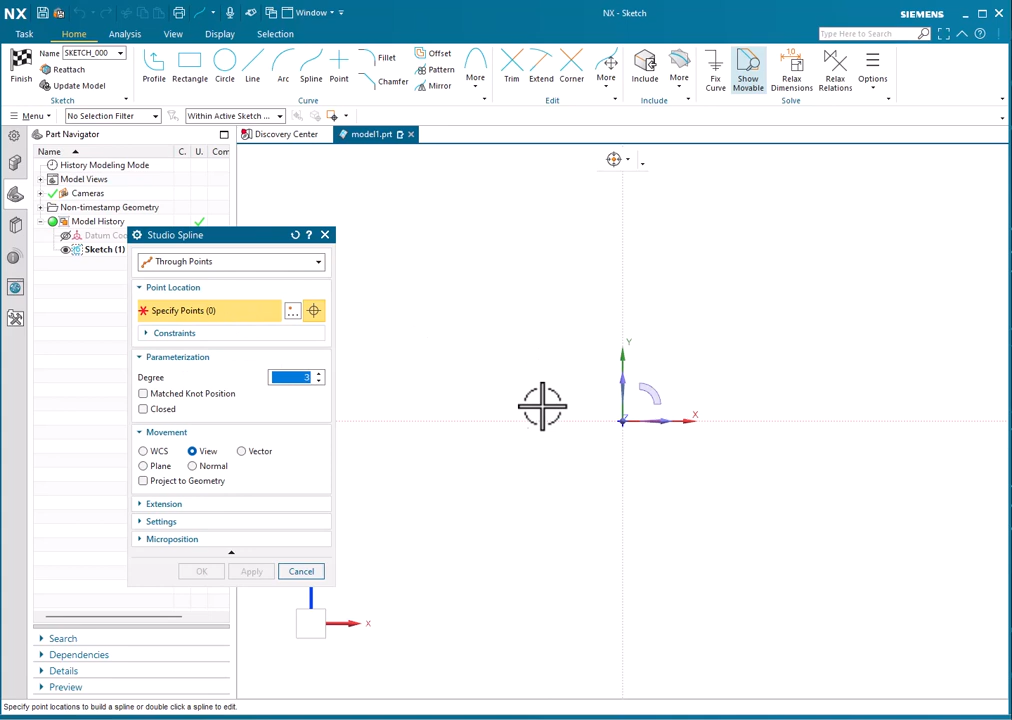 NX Window NX - Sketch SIEMENS
Task Home Analysis View Display Selection Type Here to Search
Finish
Name SKETCH_000
Reattach
Update Model
Sketch
Profile Rectangle Circle Line Arc Spline Point
Fillet
Chamfer
Offset
Pattern
Mirror
More
Curve
Trim Extend Corner More
Edit
Include More
Include
Fix Curve
Show Movable
Relax Dimensions
Relax Relations
Options
Solve
Menu No Selection Filter Within Active Sketch ...
Part Navigator
Discovery Center model1.prt
Name C. U. Com
History Modeling Mode
Model Views
Cameras
Non-timestamp Geometry
Model History
Datum Coo
Sketch (1)
Studio Spline
Through Points
Point Location
Specify Points (0)
Constraints
Parameterization
Degree 3
Matched Knot Position
Closed
Movement
WCS View Vector
Plane Normal
Project to Geometry
Extension
Settings
Microposition
OK Apply Cancel
Y
X
Z
X
Search
Dependencies
Details
Preview
Specify point locations to build a spline or double click a spline to edit.